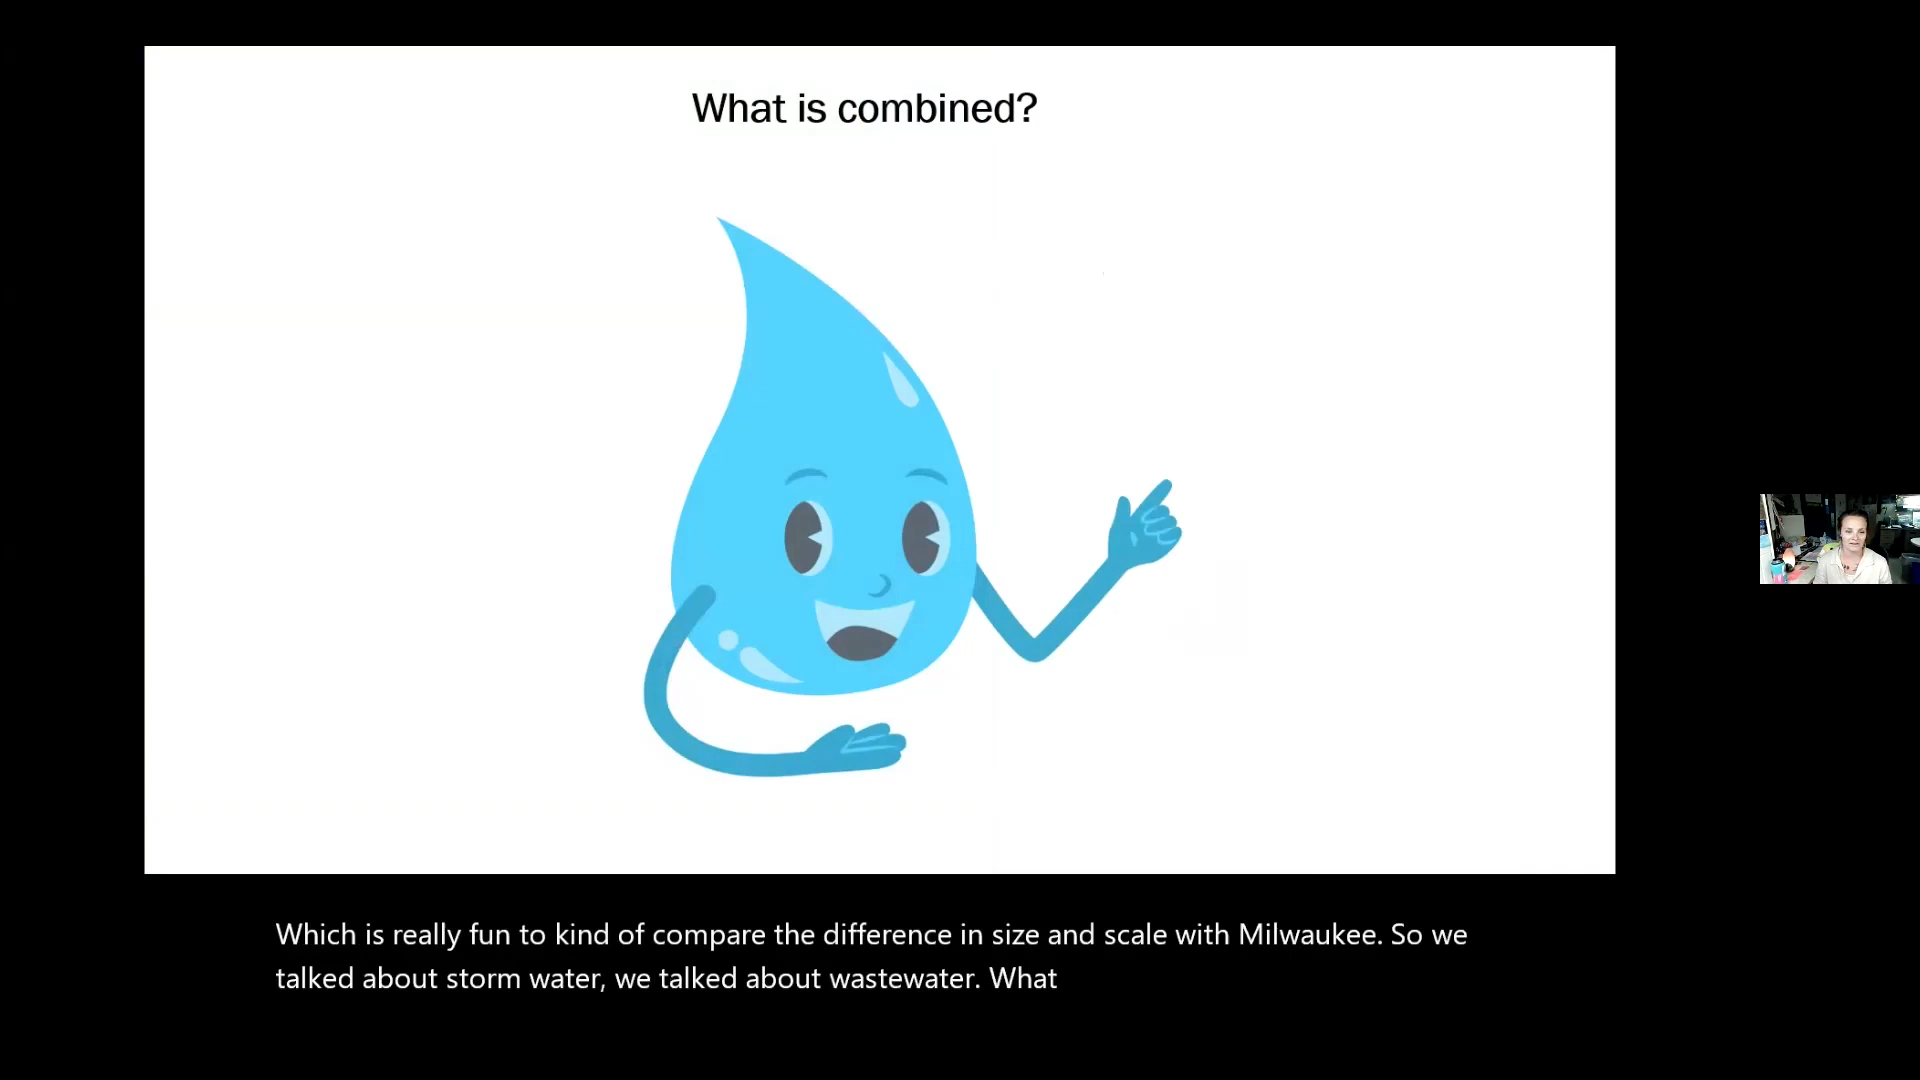 What is combined?
Which is really fun to kind of compare the difference in size and scale with Milwaukee. So we
talked about storm water, we talked about wastewater. What